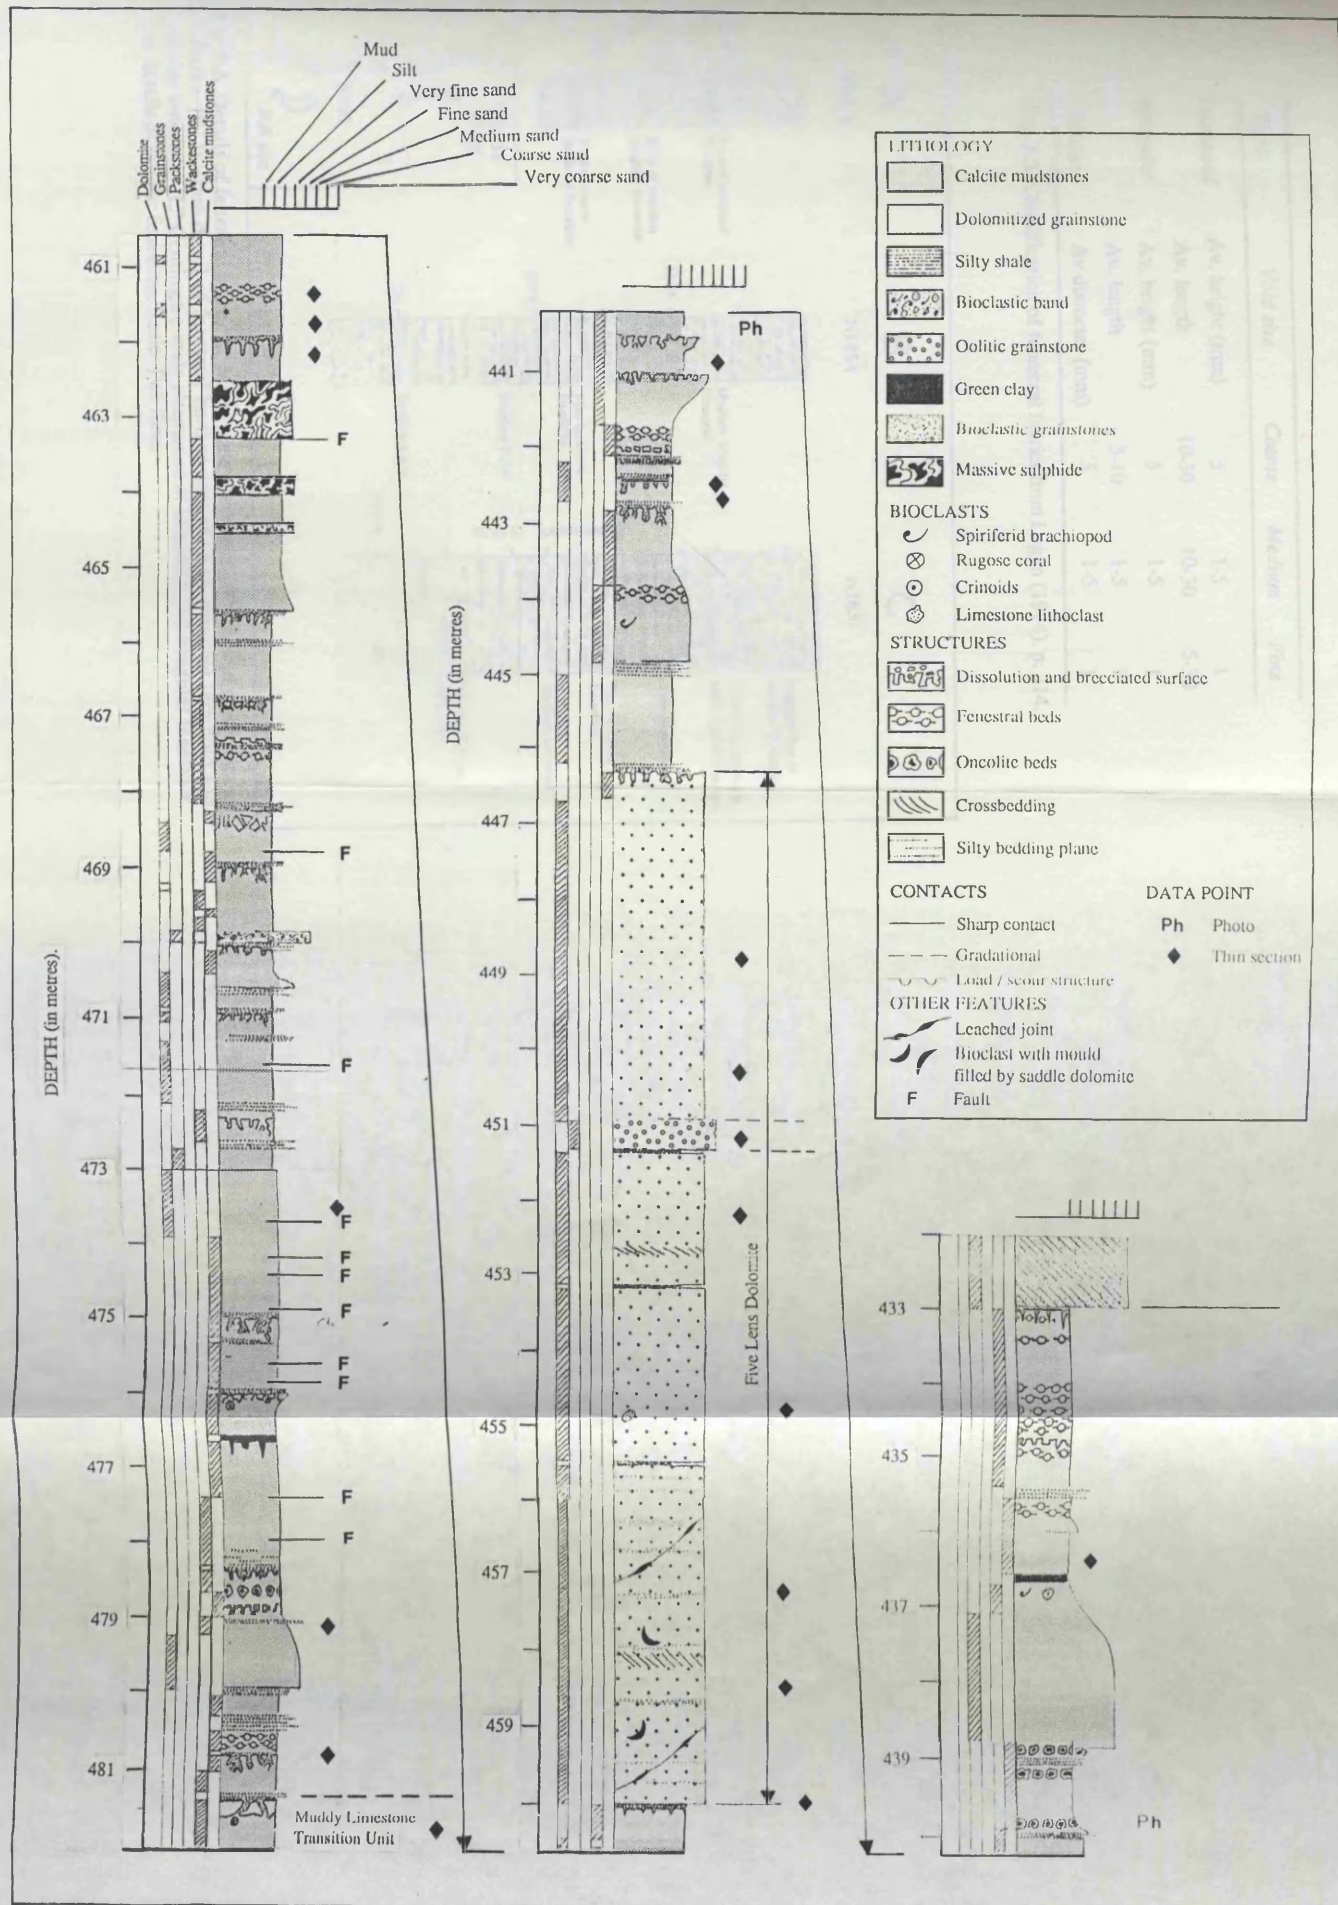 Mud
Silt
Very fine sand
Fine sand
Medium sand
Coarse sand
Very coarse sand
Dolomite
Grainstones
Packstones
Wackestones
Calcite mudstones
DEPTH (in metres).
461
463
465
467
469
471
473
475
477
479
481
F
F
F
F
F
F
F
F
F
F
F
Muddy Limestone
Transition Unit
DEPTH (in metres)
Ph
441
443
445
447
449
451
453
455
457
459
Five Lens Dolomite
433
435
437
439
Ph
LITHOLOGY
Calcite mudstones
Dolomitized grainstone
Silty shale
Bioclastic band
Oolitic grainstone
Green clay
Bioclastic grainstones
Massive sulphide
BIOCLASTS
Spiriferid brachiopod
Rugose coral
Crinoids
Limestone lithoclast
STRUCTURES
Dissolution and brecciated surface
Fenestral beds
Oncolite beds
Crossbedding
Silty bedding plane
CONTACTS
Sharp contact
Gradational
Load / scour structure
DATA POINT
Ph Photo
Thin section
OTHER FEATURES
Leached joint
Bioclast with mould
filled by saddle dolomite
F Fault